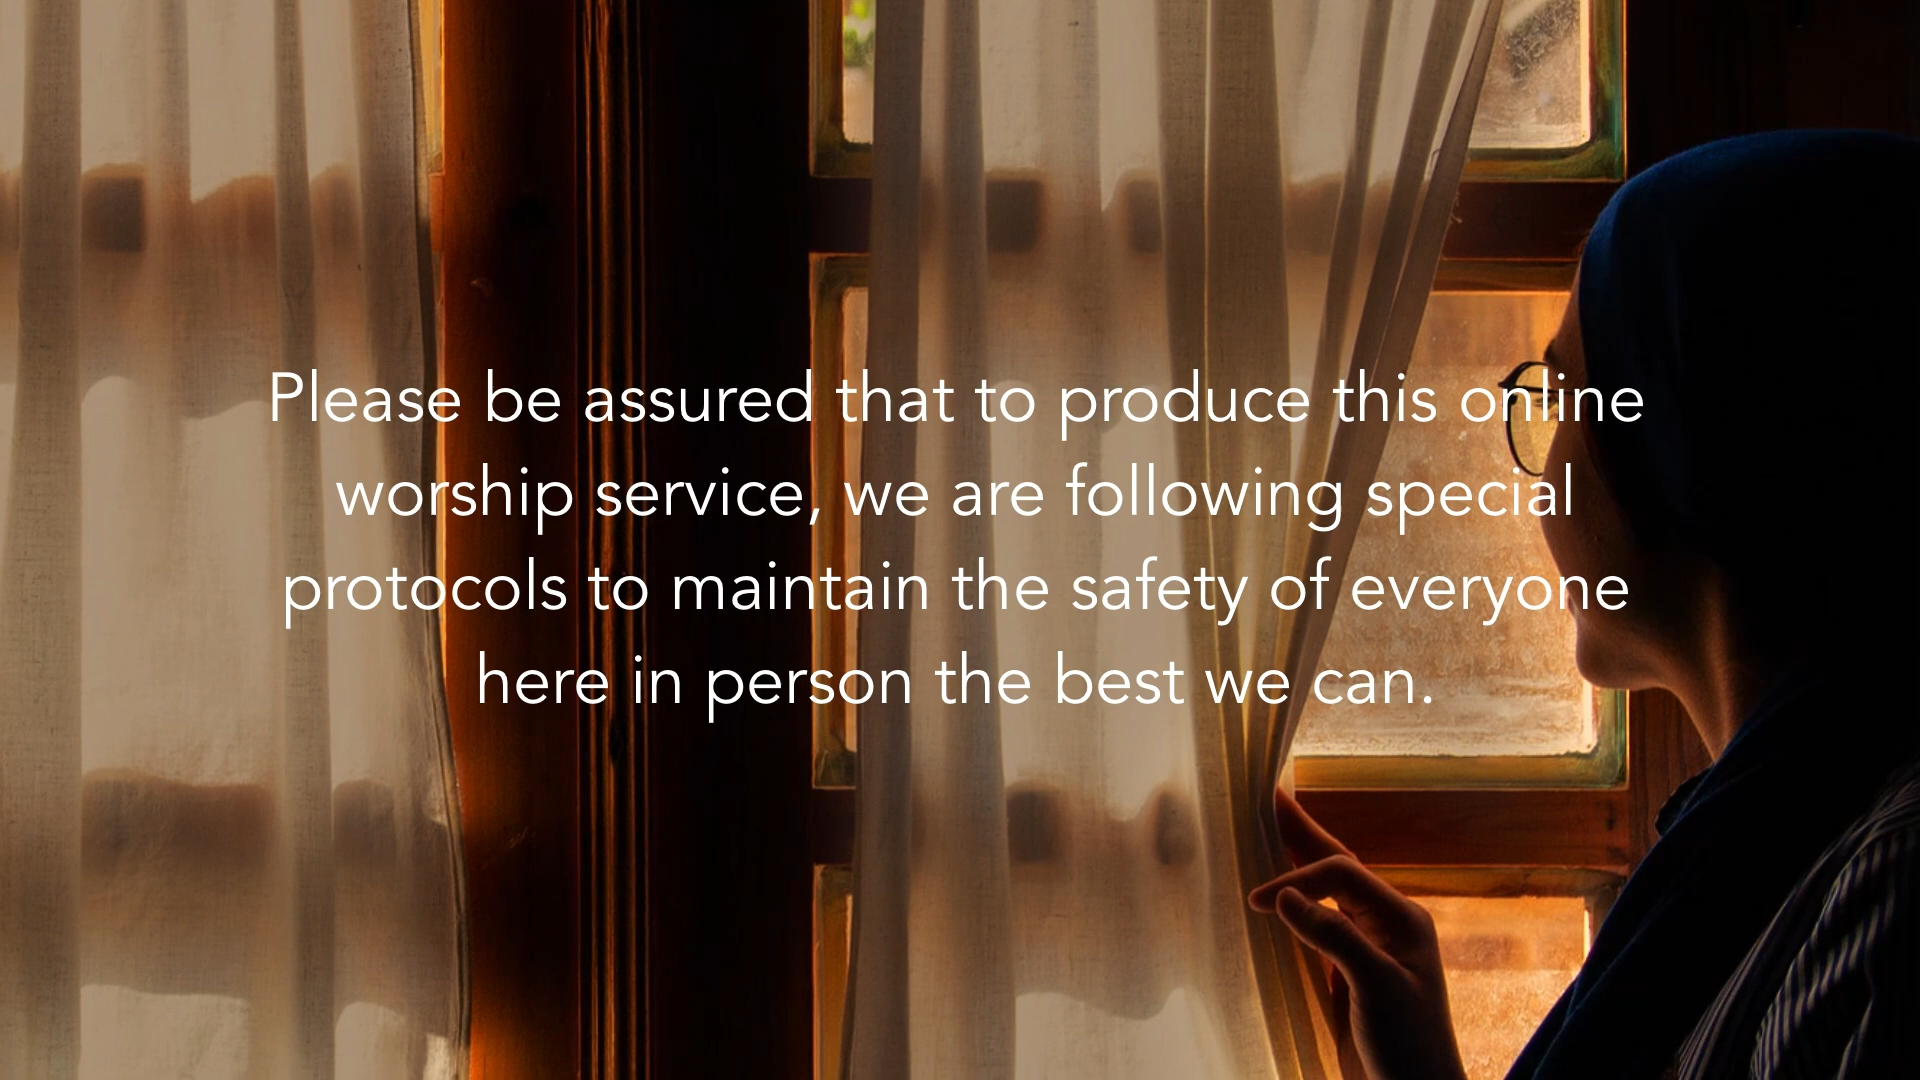 Please be assured that to produce this online
worship service, we are following special
protocols to maintain the safety of everyone
here in person the best we can.